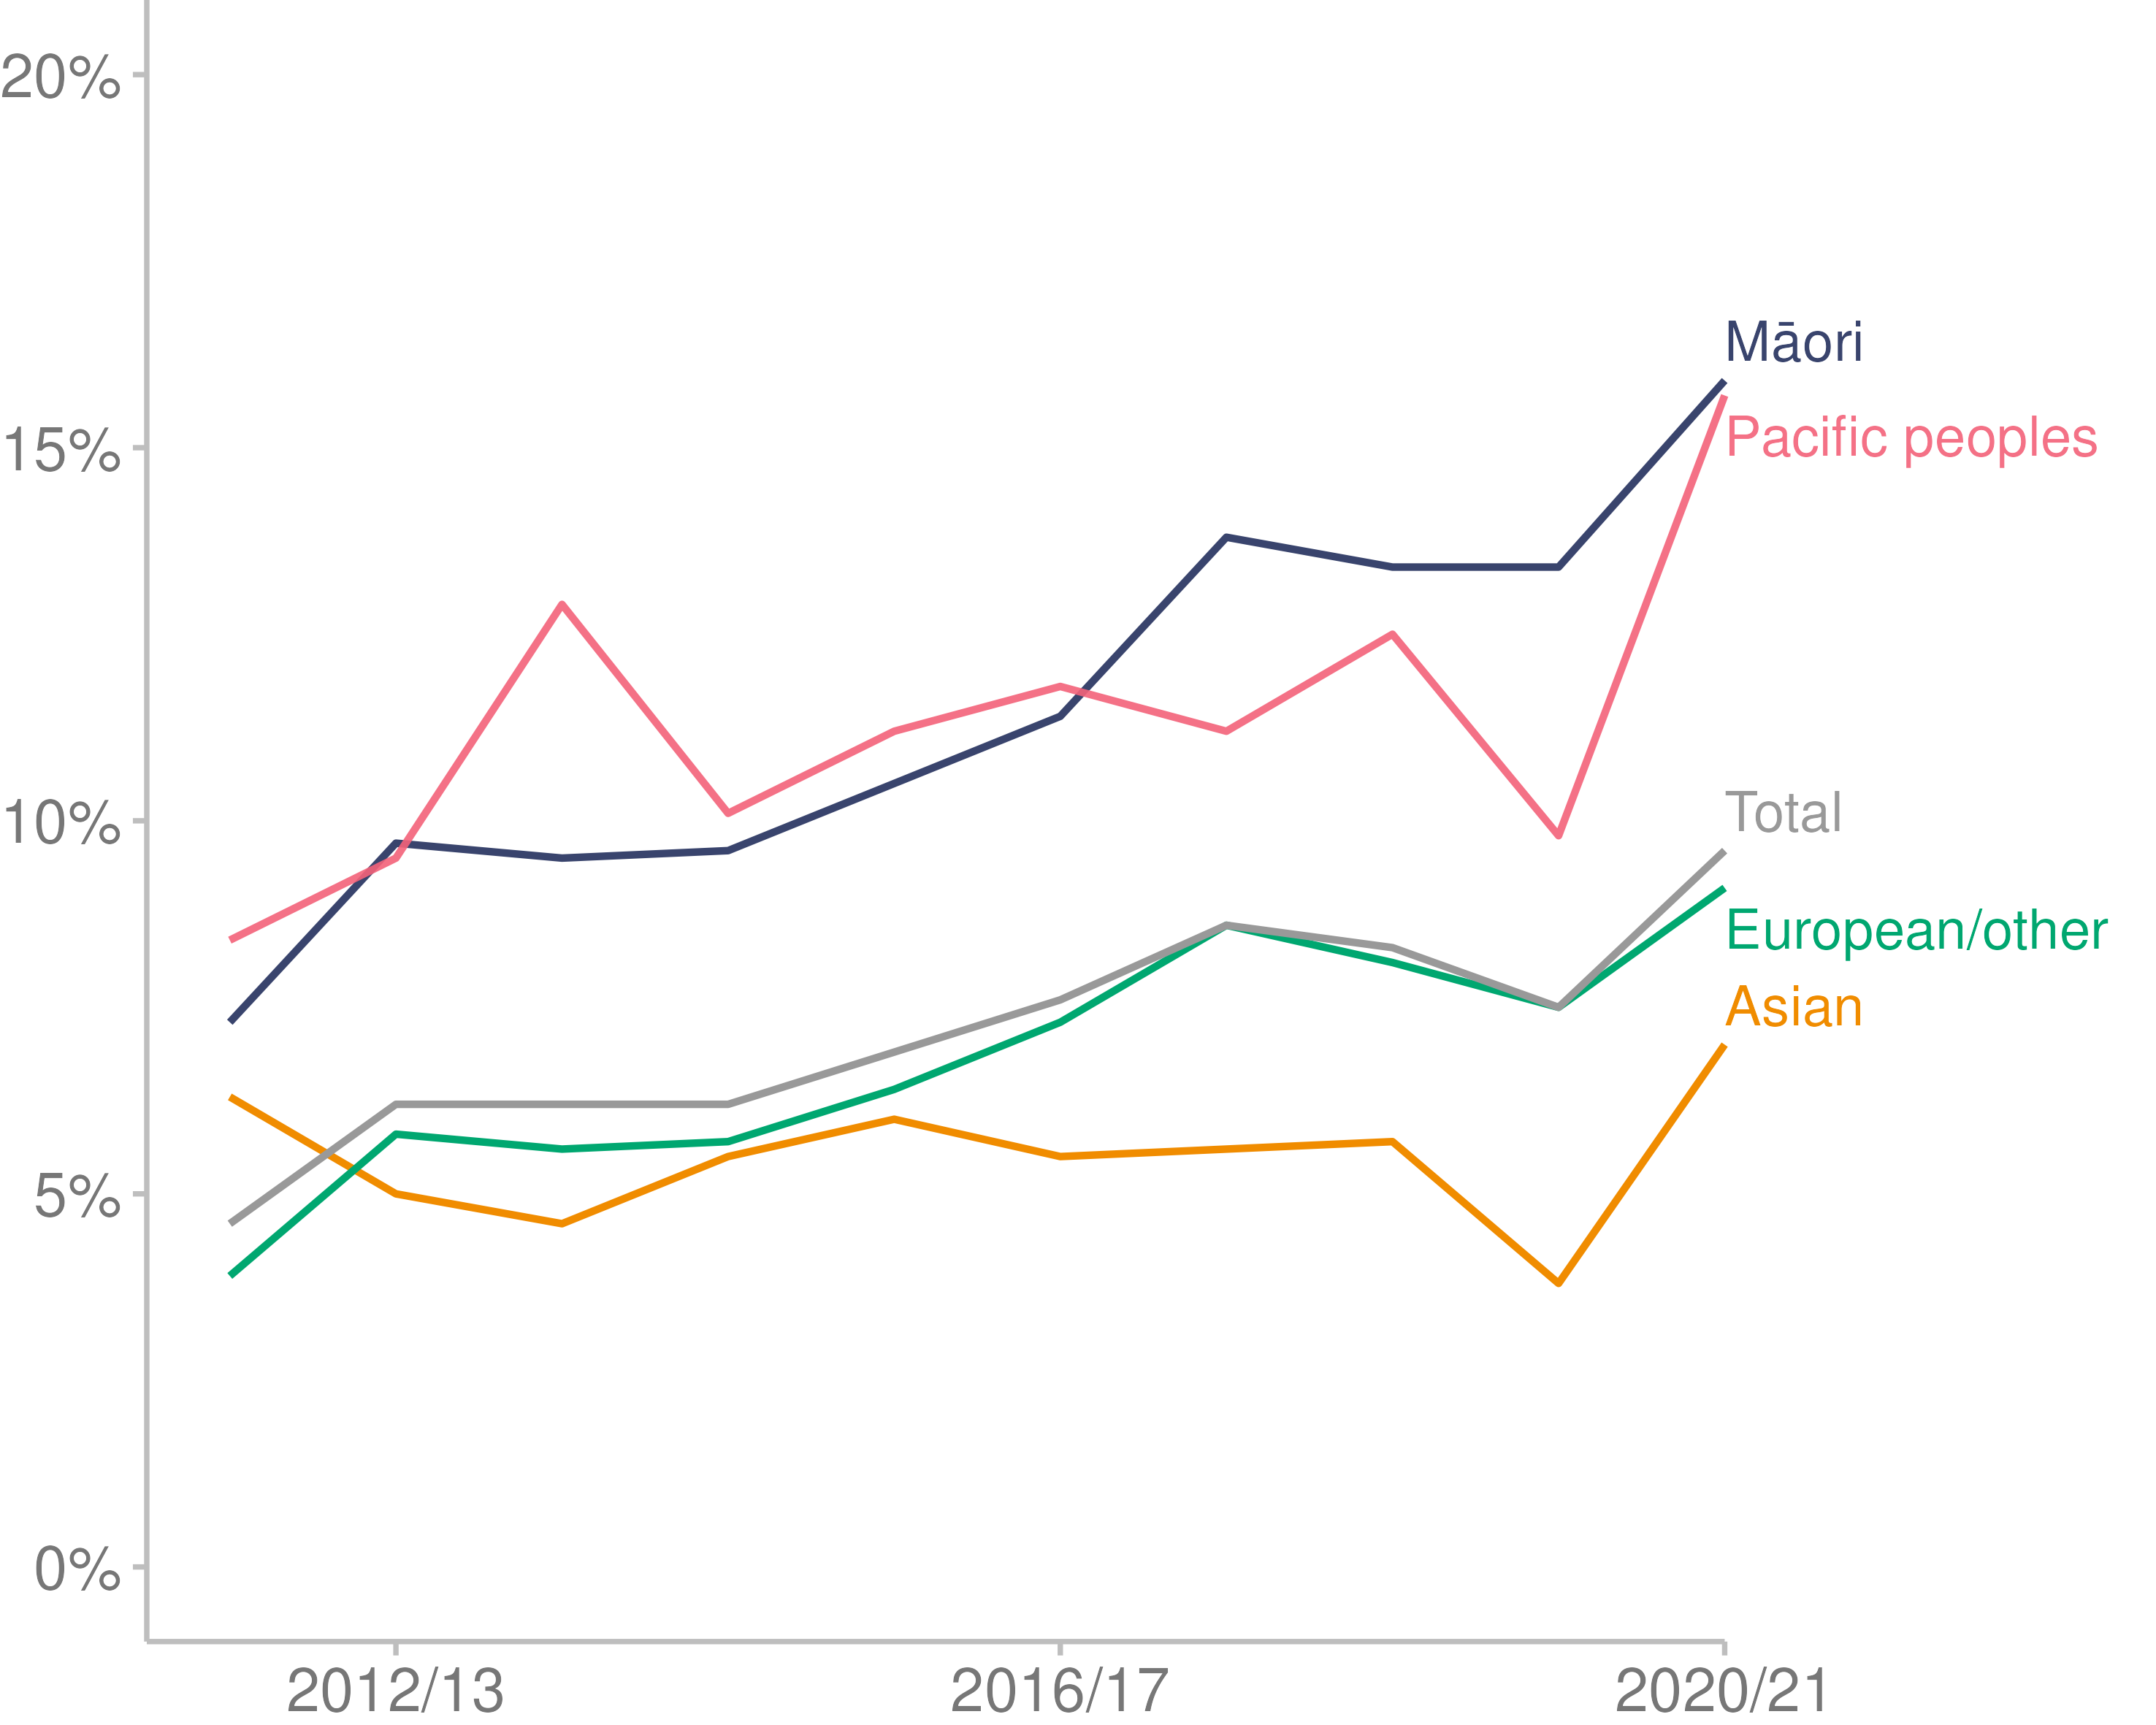 20%
15%
10%
5%
0%
Māori
Pacific peoples
Total
European/other
Asian
2012/13
2016/17
2020/21